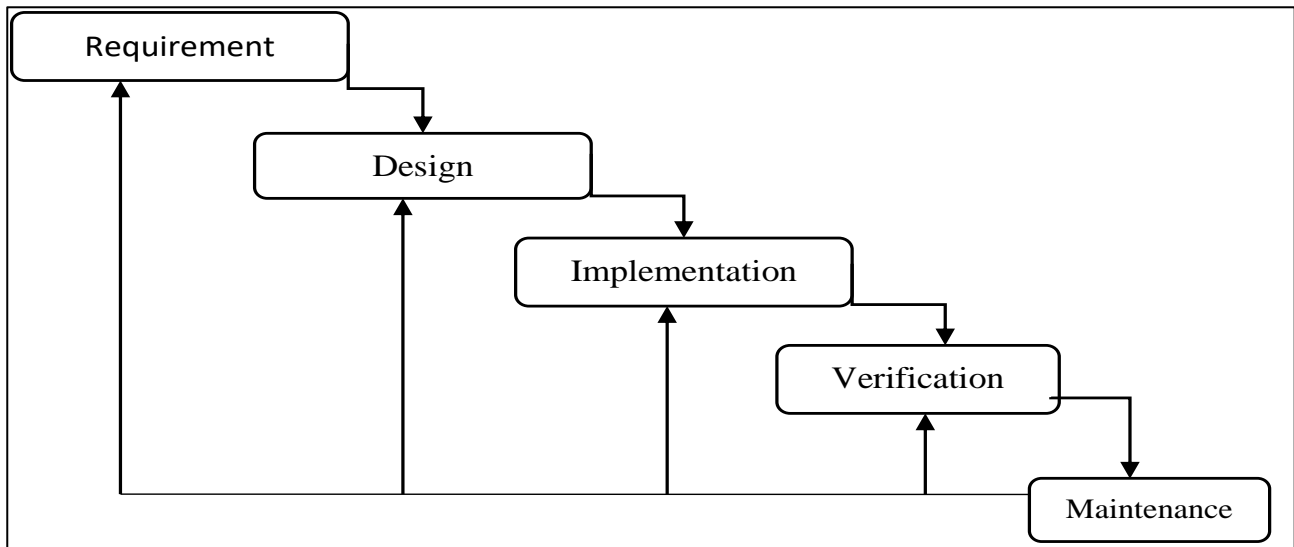 Requirement
Design
Implementation
Verification
Maintenance